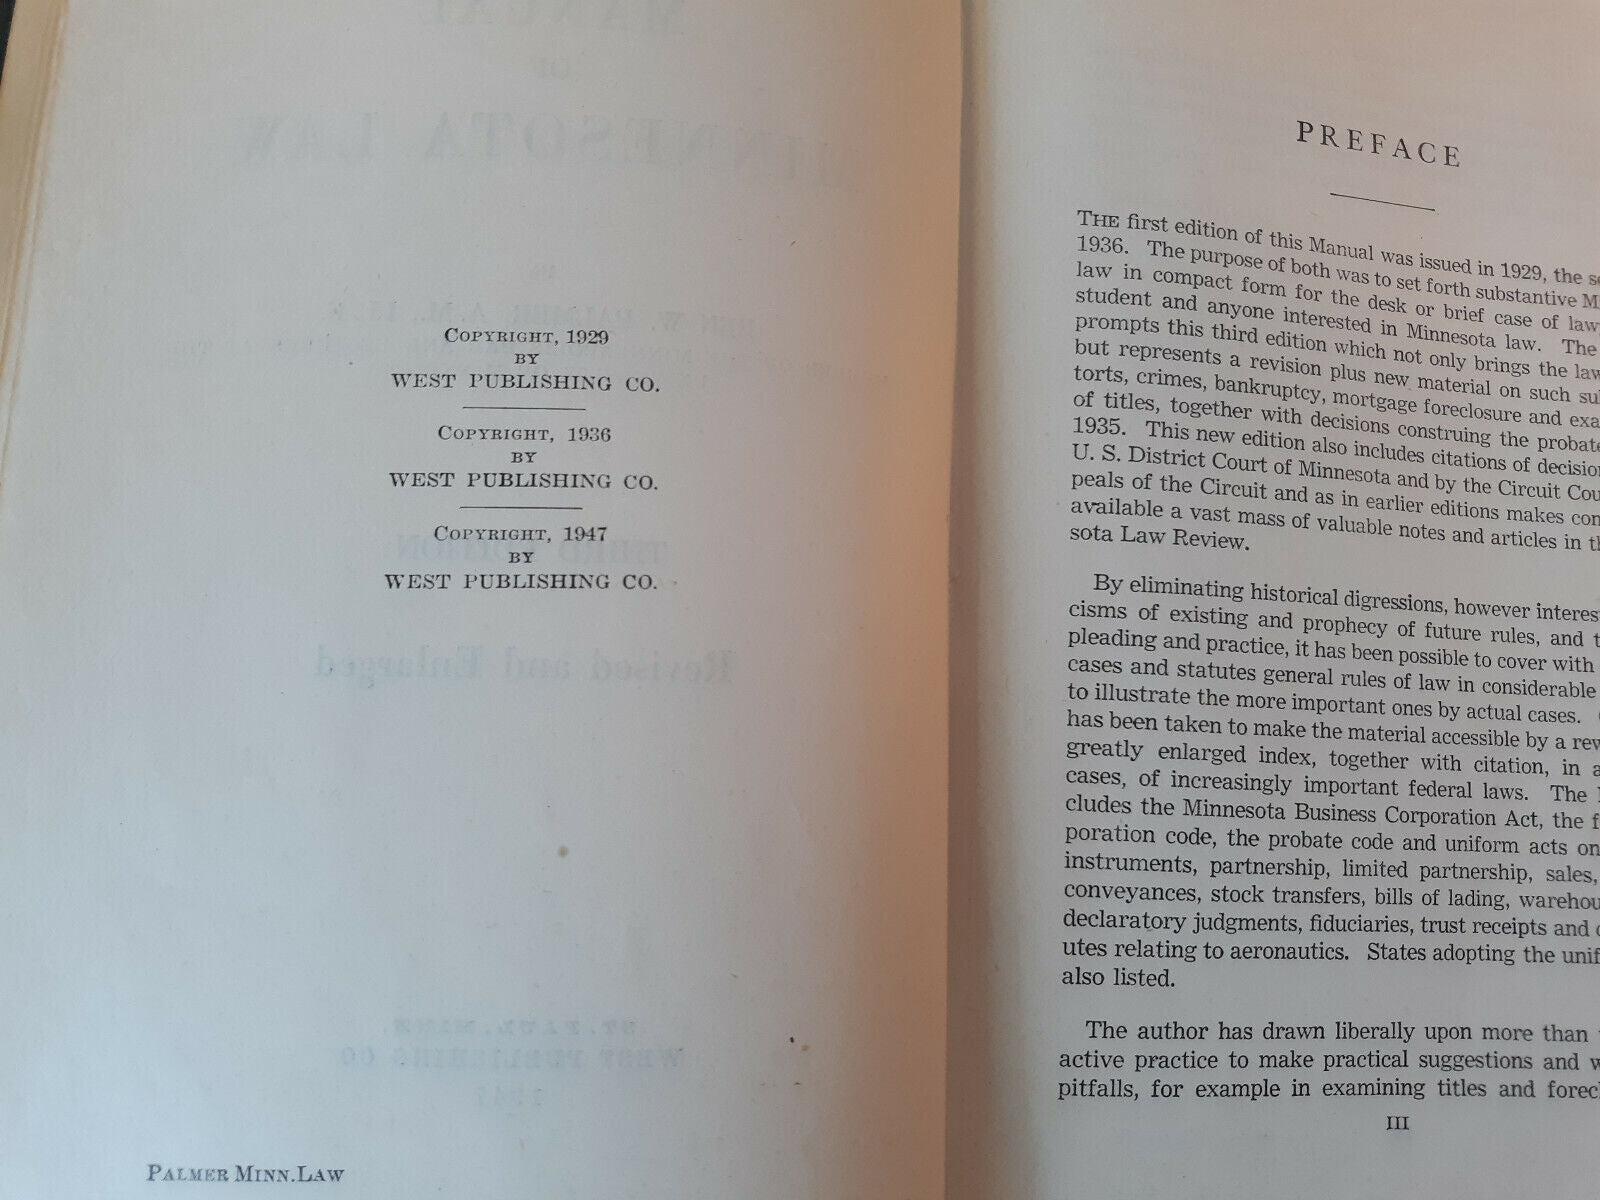 COPYRIGHT, 1929
BY
WEST PUBLISHING CO.
COPYRIGHT, 1936
BY
WEST PUBLISHING CO.
COPYRIGHT, 1947
BY
WEST PUBLISHING CO.
PALMER MINN.LAW
PREFACE
THE first edition of this Manual was issued in 1929, the
1936. The purpose of both was to set forth substantive
law in compact form for the desk or brief case of
student and anyone interested in Minnesota law. The
prompts this third edition which not only brings the law
but represents a revision plus new material on such
torts, crimes, bankruptcy, mortgage foreclosure and
of titles, together with decisions construing the probate
1935. This new edition also includes citations of
U. S. District Court of Minnesota and by the Circuit
peals of the Circuit and as in earlier editions makes
available a vast mass of valuable notes and articles in
sota Law Review.
By eliminating historical digressions, however
cisms of existing and prophecy of future rules, and
pleading and practice, it has been possible to cover with
cases and statutes general rules of law in considerable
to illustrate the more important ones by actual cases.
has been taken to make the material accessible by a
greatly enlarged index, together with citation, in
cases, of increasingly important federal laws. The
cludes the Minnesota Business Corporation Act, the
poration code, the probate code and uniform acts on
instruments, partnership, limited partnership, sales,
conveyances, stock transfers, bills of lading,
declaratory judgments, fiduciaries, trust receipts and
utes relating to aeronautics. States adopting the
also listed.
The author has drawn liberally upon more than
active practice to make practical suggestions and
pitfalls, for example in examining titles and
III